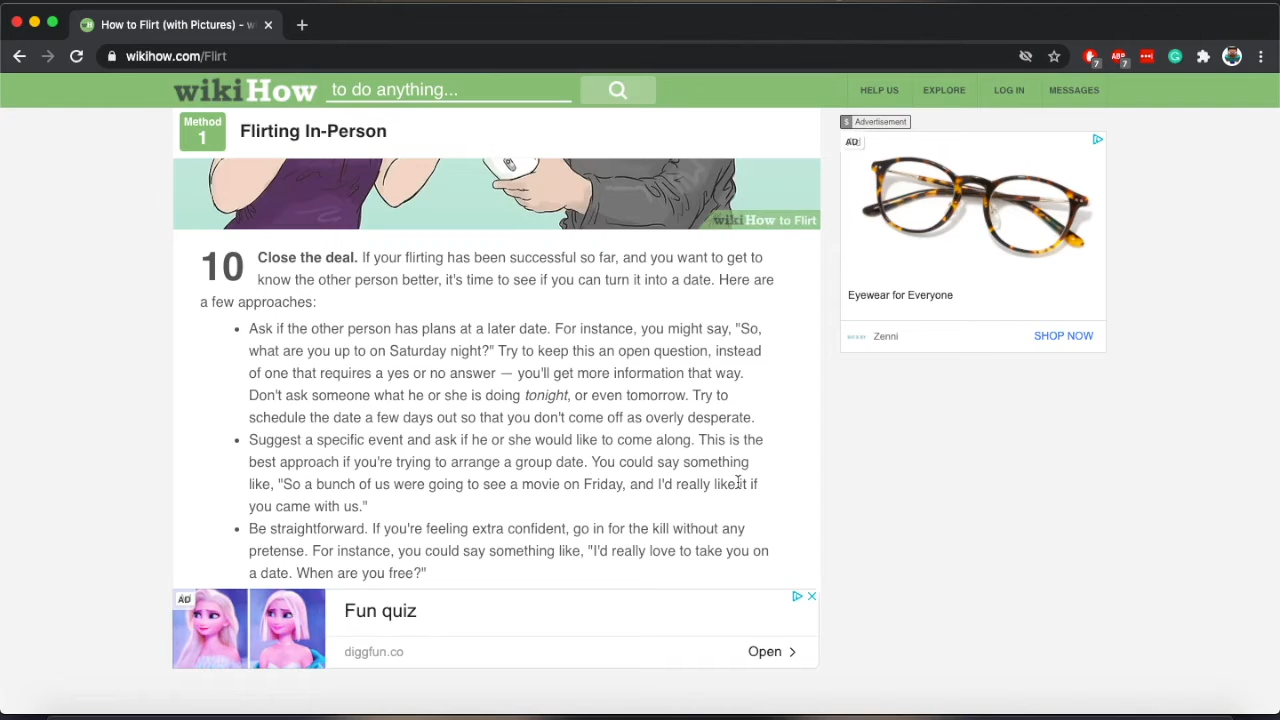 How to Flirt (with Pictures) - w
wikihow.com/Flirt
7
ABP
7
wikiHow
to do anything...
HELP US
EXPLORE
LOG IN
MESSAGES
Method
1
Flirting In-Person
wikiHow to Flirt
10
Close the deal. If your flirting has been successful so far, and you want to get to
know the other person better, it's time to see if you can turn it into a date. Here are
a few approaches:
• Ask if the other person has plans at a later date. For instance, you might say, "So,
what are you up to on Saturday night?" Try to keep this an open question, instead
of one that requires a yes or no answer — you'll get more information that way.
Don't ask someone what he or she is doing tonight, or even tomorrow. Try to
schedule the date a few days out so that you don't come off as overly desperate.
• Suggest a specific event and ask if he or she would like to come along. This is the
best approach if you're trying to arrange a group date. You could say something
like, "So a bunch of us were going to see a movie on Friday, and I'd really like it if
you came with us."
• Be straightforward. If you're feeling extra confident, go in for the kill without any
pretense. For instance, you could say something like, "I'd really love to take you on
a date. When are you free?"
AD
Fun quiz
diggfun.co
Open
$ Advertisement
AD
Eyewear for Everyone
Zenni
SHOP NOW